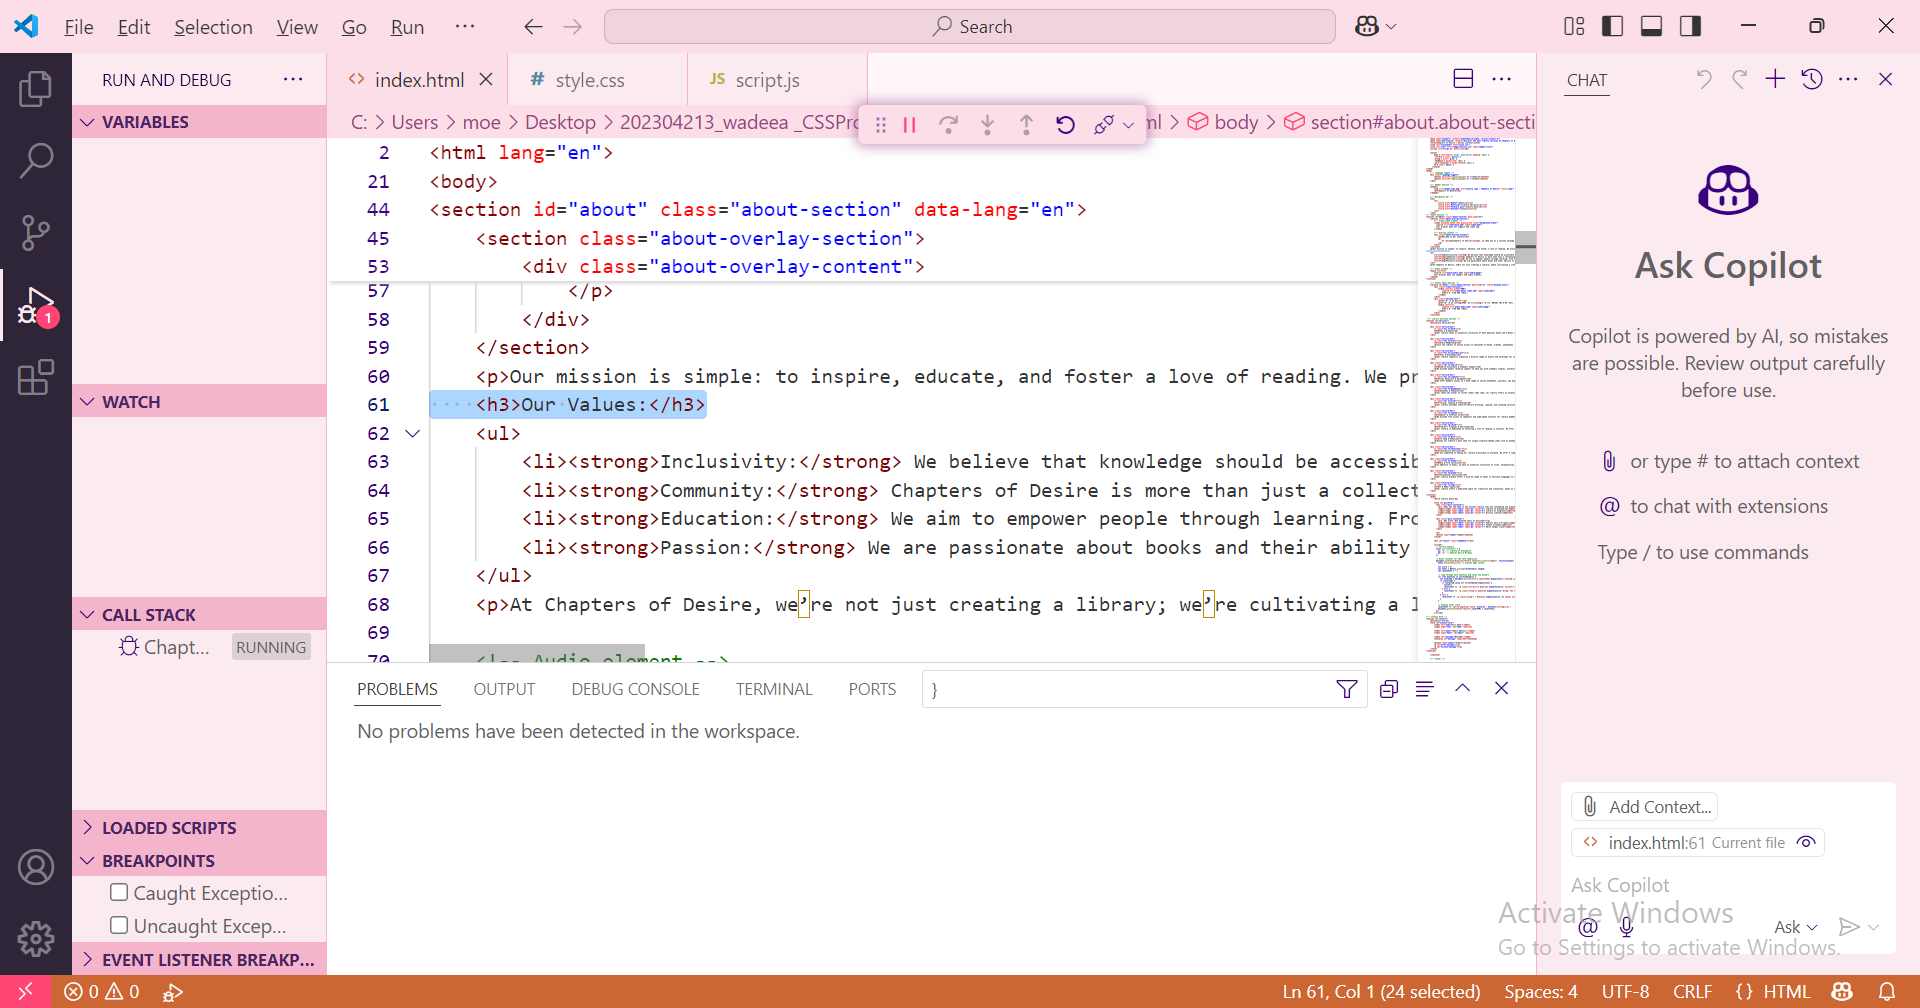 File Edit Selection View Go Run ··· Search
RUN AND DEBUG ···
VARIABLES
WATCH
CALL STACK
Chapt... RUNNING
LOADED SCRIPTS
BREAKPOINTS
Caught Exceptio...
Uncaught Excep...
EVENT LISTENER BREAKP...
1
<> index.html # style.css JS script.js ···
C: > Users > moe > Desktop > 202304213_wadeea _CSSPro ml > body > section#about.about-secti
2 <html lang="en">
21 <body>
44 <section id="about" class="about-section" data-lang="en">
45 <section class="about-overlay-section">
53 <div class="about-overlay-content">
57 </p>
58 </div>
59 </section>
60 <p>Our mission is simple: to inspire, educate, and foster a love of reading. We pr
61 ····<h3>Our·Values:</h3>
62 <ul>
63 <li><strong>Inclusivity:</strong> We believe that knowledge should be accessib
64 <li><strong>Community:</strong> Chapters of Desire is more than just a collect
65 <li><strong>Education:</strong> We aim to empower people through learning. Fro
66 <li><strong>Passion:</strong> We are passionate about books and their ability
67 </ul>
68 <p>At Chapters of Desire, we’re not just creating a library; we’re cultivating a l
69
70 <!-- Audio element -->
PROBLEMS OUTPUT DEBUG CONSOLE TERMINAL PORTS }
No problems have been detected in the workspace.
CHAT ···
Ask Copilot
Copilot is powered by AI, so mistakes
are possible. Review output carefully
before use.
or type # to attach context
@ to chat with extensions
Type / to use commands
Add Context...
<> index.html:61 Current file
Ask Copilot
@ Ask
Activate Windows
Go to Settings to activate Windows.
0 0 Ln 61, Col 1 (24 selected) Spaces: 4 UTF-8 CRLF {} HTML